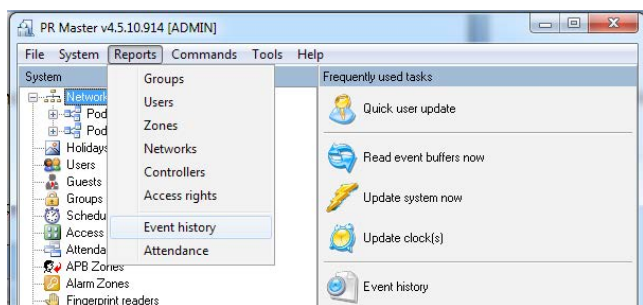 PR Master v4.5.10.914 [ADMIN]
File System Reports Commands Tools Help
System
Network
Pod
Pod
Holidays
Users
Guests
Groups
Schedu
Access
Attenda
APB Zones
Alarm Zones
Fingerprint readers
Groups
Users
Zones
Networks
Controllers
Access rights
Event history
Attendance
Frequently used tasks
Quick user update
Read event buffers now
Update system now
Update clock(s)
Event history